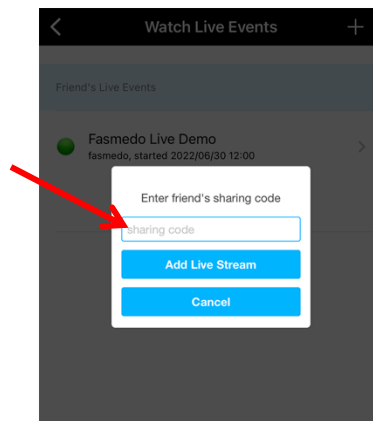 Watch Live Events
Friend's Live Events
Fasmedo Live Demo
fasmedo, started 2022/06/30 12:00
Enter friend's sharing code
sharing code
Add Live Stream
Cancel